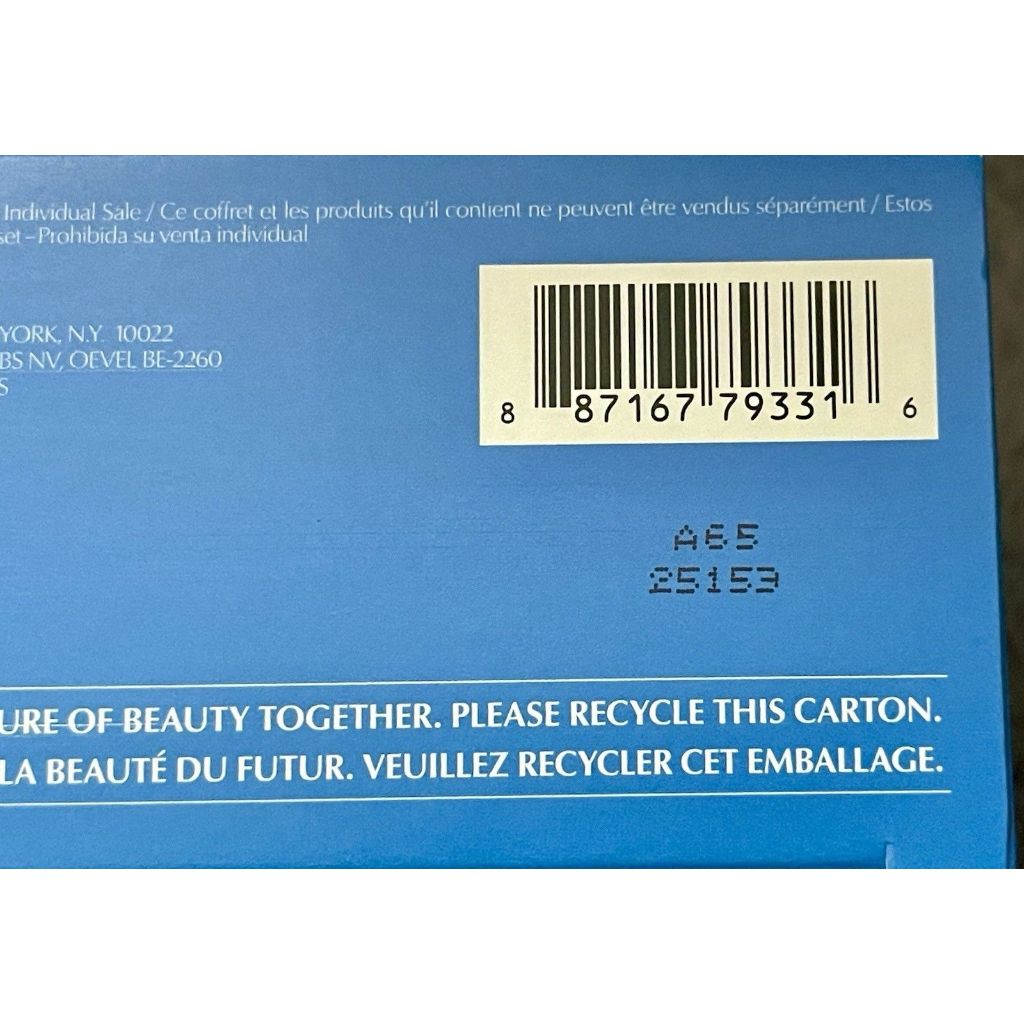 Individual Sale / Ce coffret et les produits qu'il contient ne peuvent être vendus séparément / Estos
set – Prohibida su venta individual
YORK, N.Y. 10022
BS NV, OEVEL BE-2260
S
8 87167 79331 6
A65
25153
URE OF BEAUTY TOGETHER. PLEASE RECYCLE THIS CARTON.
LA BEAUTÉ DU FUTUR. VEUILLEZ RECYCLER CET EMBALLAGE.